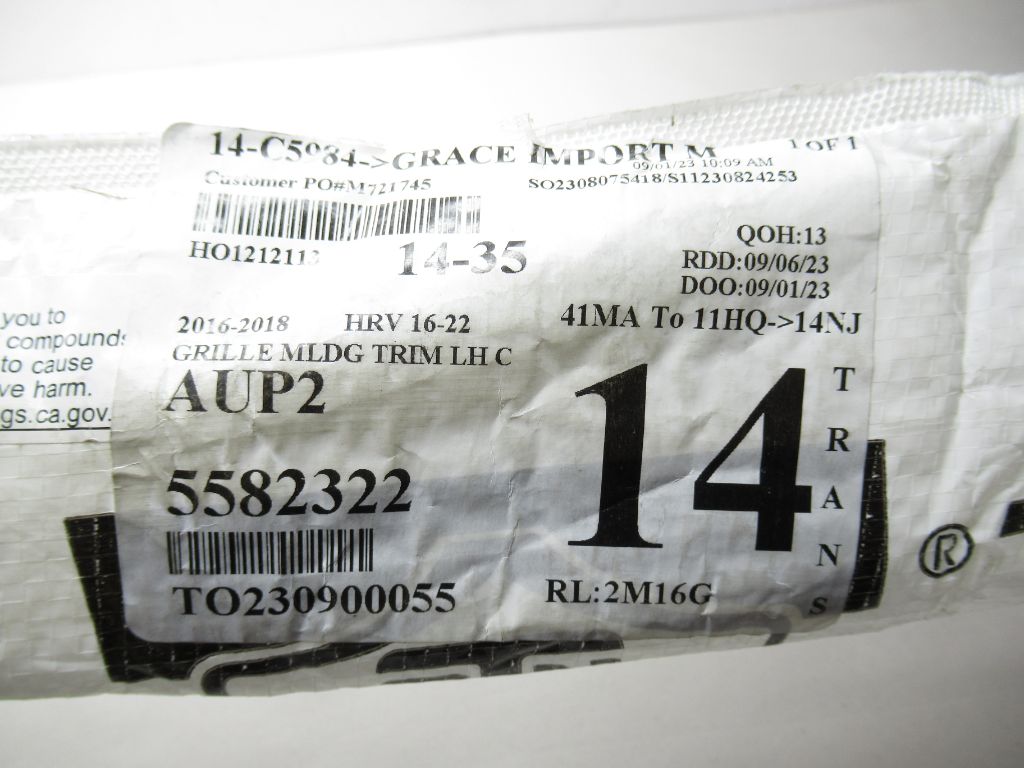 14-C5984->GRACE IMPORT M 1 OF 1
09/01/23 10:09 AM
Customer PO#M721745
SO2308075418/S11230824253
HO1212113
14-35
QOH:13
RDD:09/06/23
DOO:09/01/23
2016-2018 HRV 16-22
41MA To 11HQ->14NJ
GRILLE MLDG TRIM LH C
AUP2
14
TRANS
5582322
TO230900055
RL:2M16G
you to
compounds
to cause
ve harm.
gs.ca.gov.
®